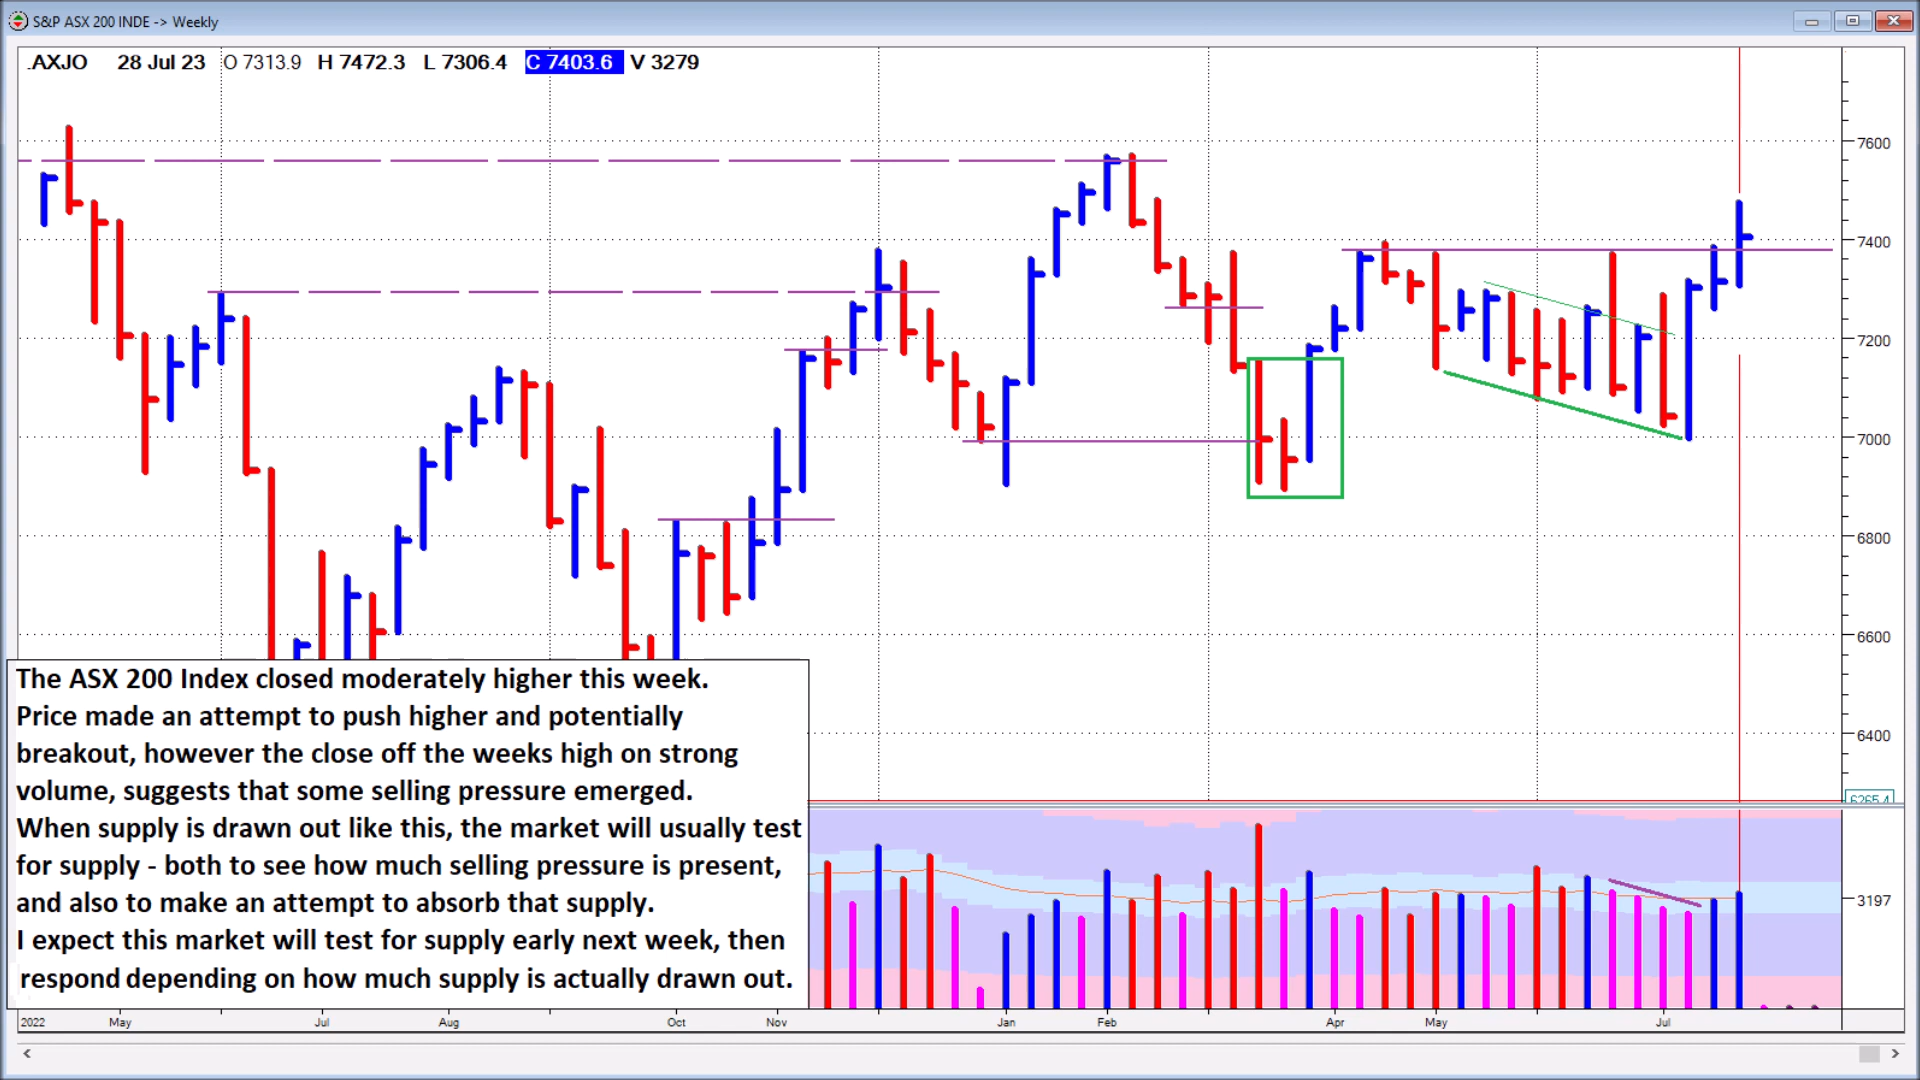 S&P ASX 200 INDE -> Weekly
.AXJO 28 Jul 23 O 7313.9 H 7472.3 L 7306.4 C 7403.6 V 3279
7600
7400
7200
7000
6800
6600
6400
6265.4
The ASX 200 Index closed moderately higher this week.
Price made an attempt to push higher and potentially
breakout, however the close off the weeks high on strong
volume, suggests that some selling pressure emerged.
When supply is drawn out like this, the market will usually test
for supply - both to see how much selling pressure is present,
and also to make an attempt to absorb that supply.
I expect this market will test for supply early next week, then
respond depending on how much supply is actually drawn out.
3197
2022 May Jul Aug Oct Nov Jan Feb Apr May Jul